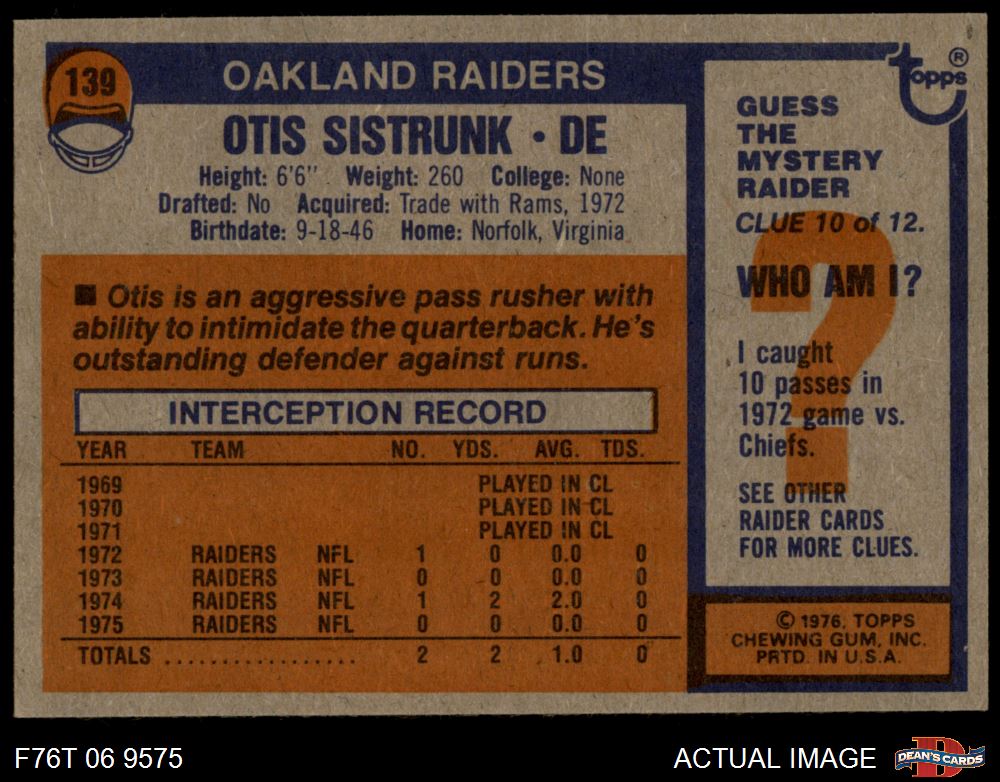 139
OAKLAND RAIDERS
OTIS SISTRUNK • DE
Height: 6'6" Weight: 260 College: None
Drafted: No Acquired: Trade with Rams, 1972
Birthdate: 9-18-46 Home: Norfolk, Virginia
■ Otis is an aggressive pass rusher with
ability to intimidate the quarterback. He's
outstanding defender against runs.
INTERCEPTION RECORD
YEAR TEAM NO. YDS. AVG. TDS.
1969 PLAYED IN CL
1970 PLAYED IN CL
1971 PLAYED IN CL
1972 RAIDERS NFL 1 0 0.0 0
1973 RAIDERS NFL 0 0 0.0 0
1974 RAIDERS NFL 1 2 2.0 0
1975 RAIDERS NFL 0 0 0.0 0
TOTALS .................. 2 2 1.0 0
topps®
GUESS
THE
MYSTERY
RAIDER
CLUE 10 of 12.
?
WHO AM I?
I caught
10 passes in
1972 game vs.
Chiefs.
SEE OTHER
RAIDER CARDS
FOR MORE CLUES.
© 1976, TOPPS
CHEWING GUM, INC.
PRTD. IN U.S.A.
F76T 06 9575
ACTUAL IMAGE
D
DEAN'S CARDS